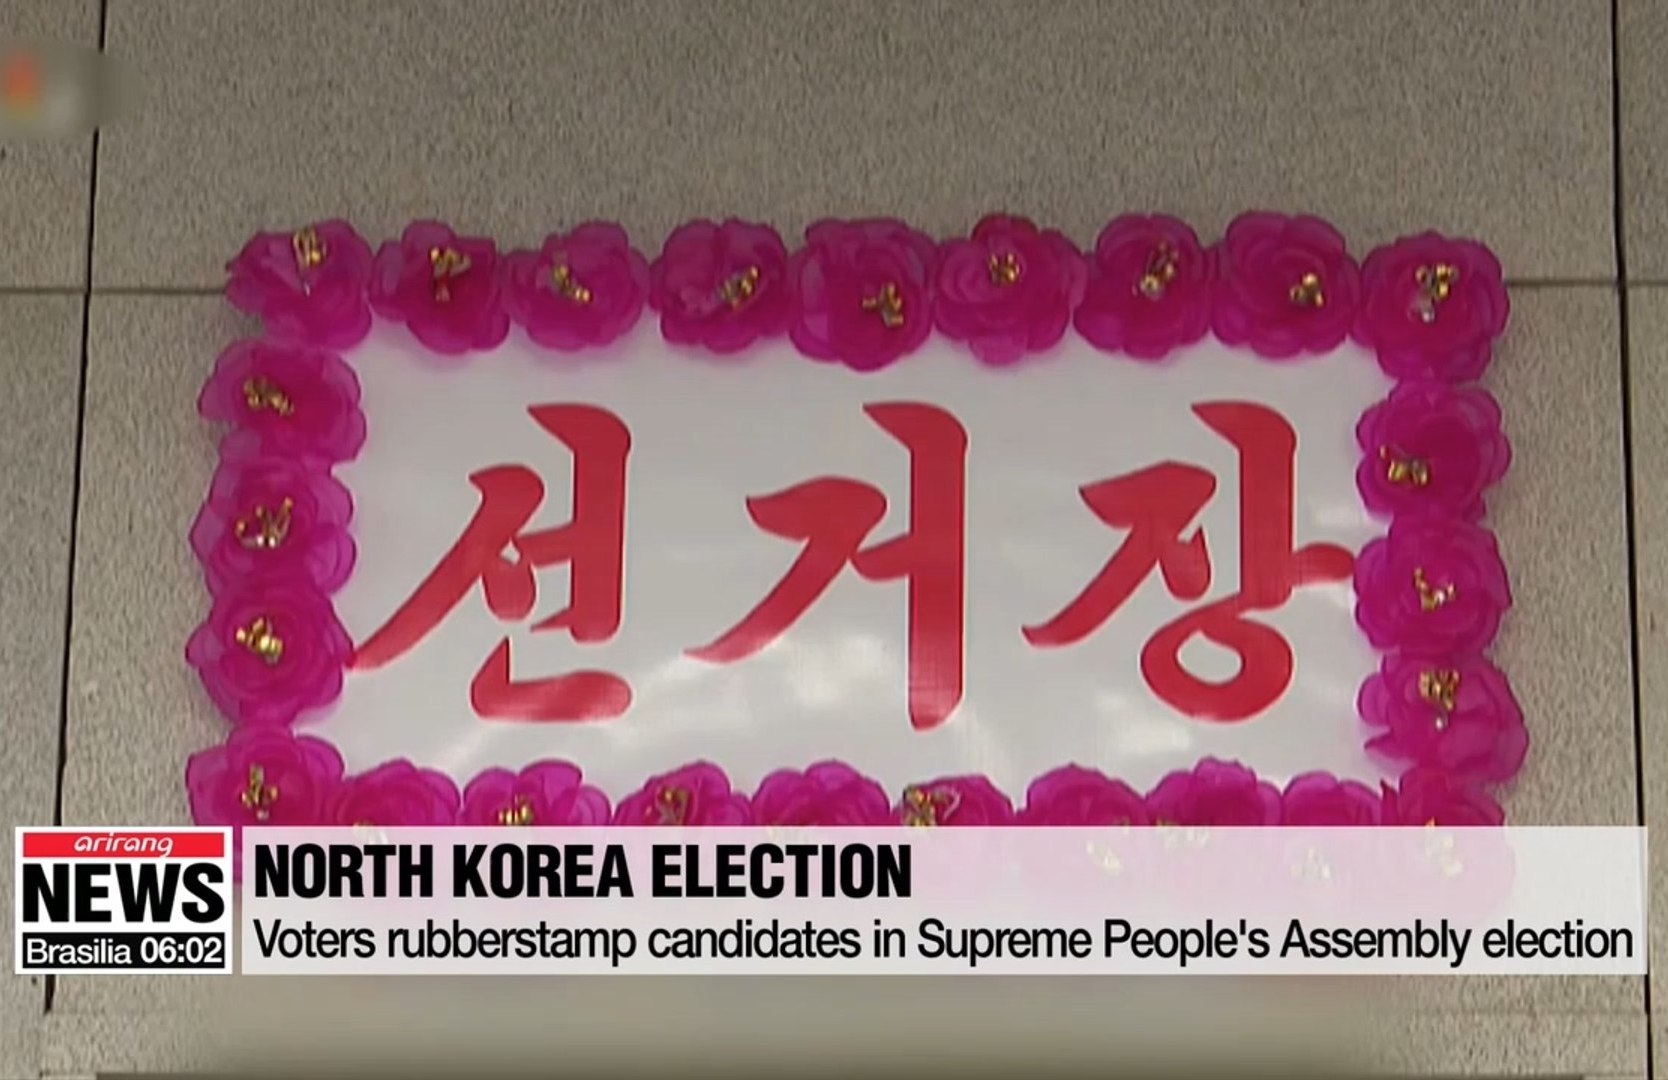 선거장
arirang
NEWS
Brasilia 06:02
NORTH KOREA ELECTION
Voters rubberstamp candidates in Supreme People's Assembly election